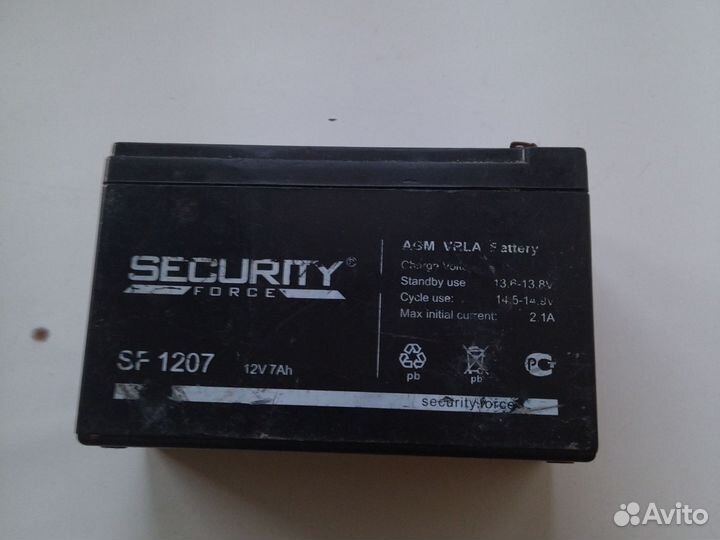 SECURITY®
FORCE
SF 1207 12V 7Ah
AGM VRLA Battery
Charge
Standby use 13.6-13.8V
Cycle use: 14.5-14.8V
Max initial current: 2.1A
pb pb
security.force
Avito